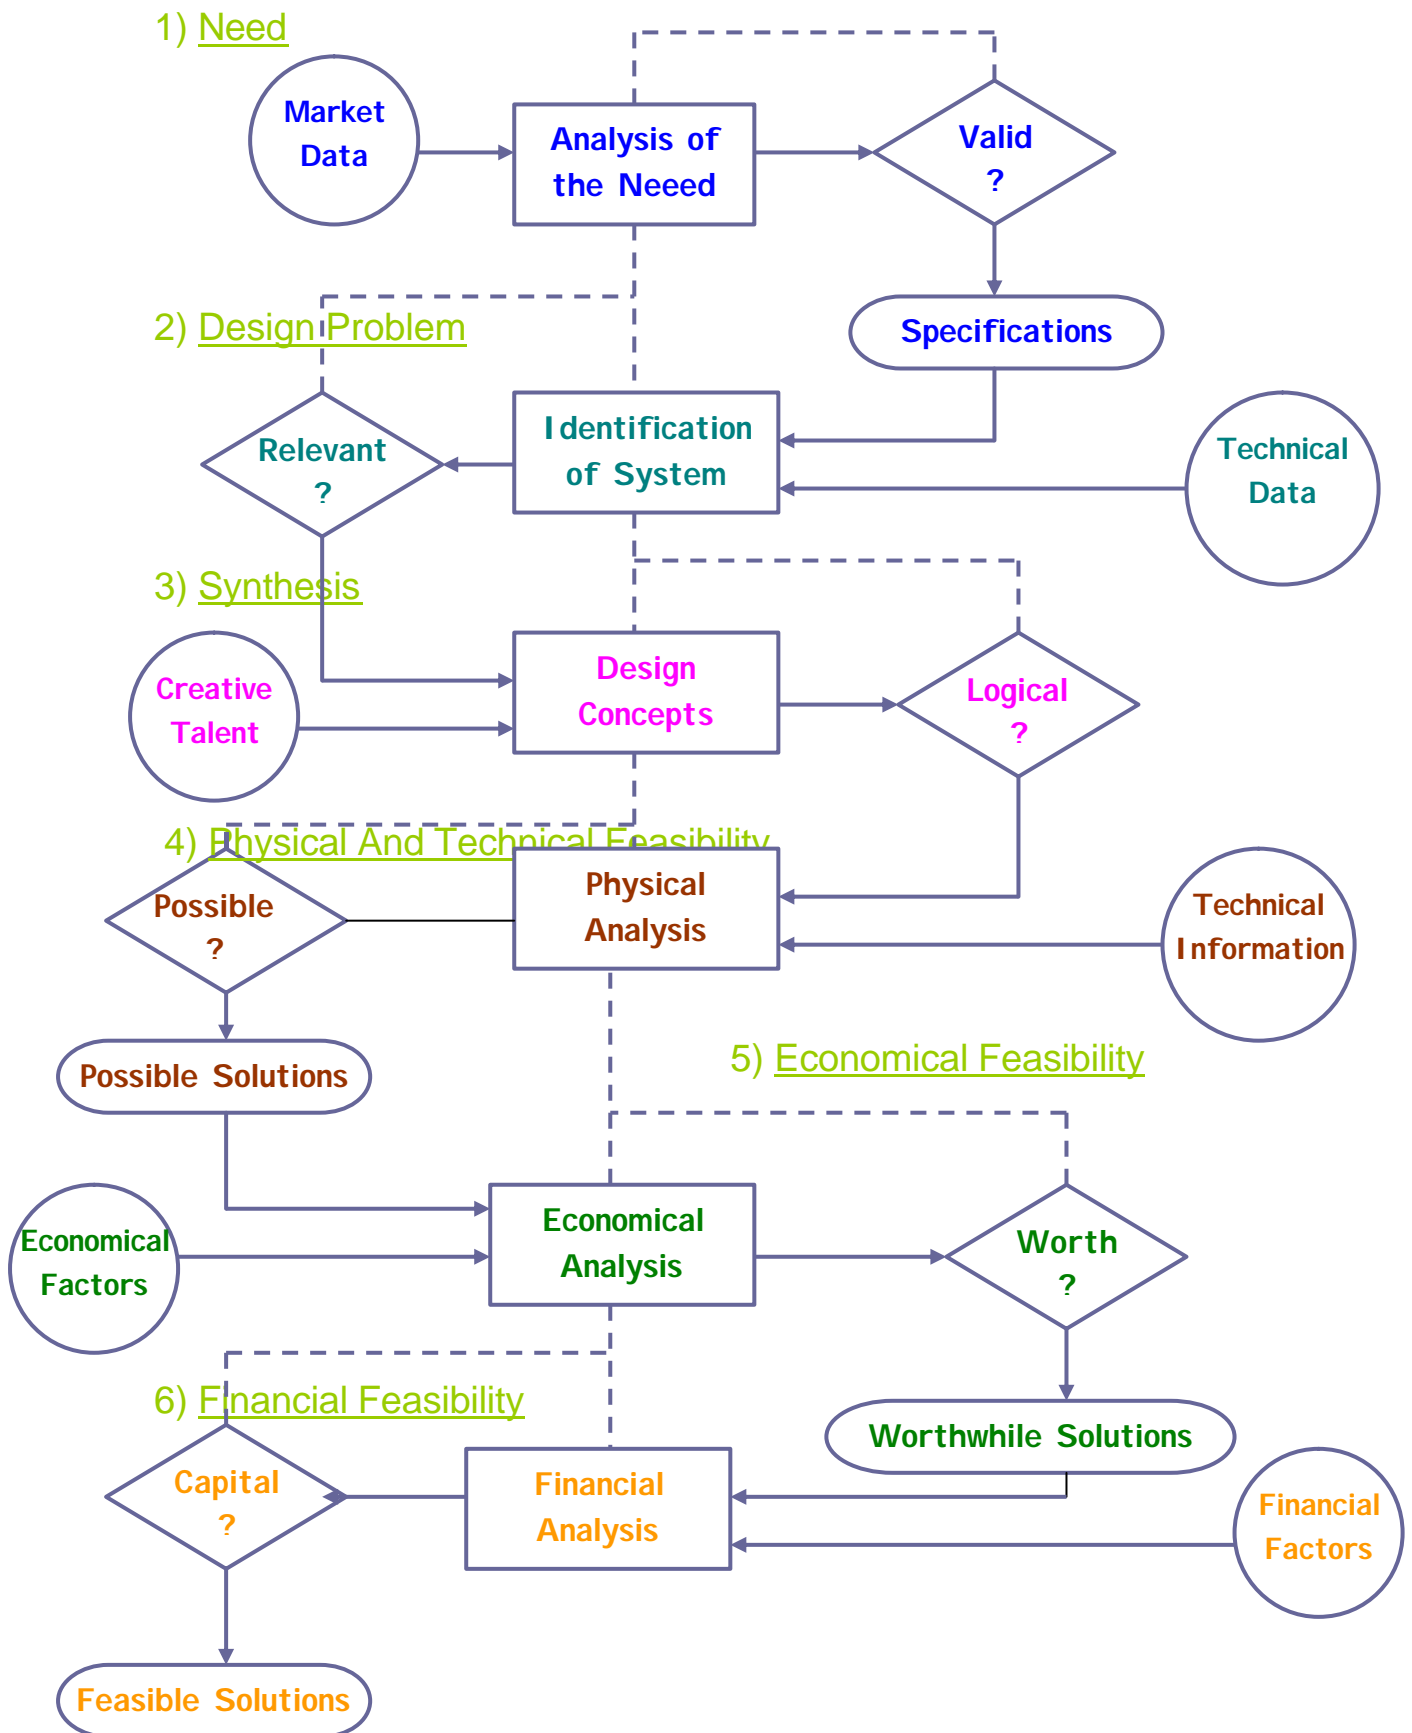 1) Need
Market
Data
Analysis of
the Neeed
Valid
?
2) Design Problem
Specifications
Relevant
?
Identification
of System
Technical
Data
3) Synthesis
Creative
Talent
Design
Concepts
Logical
?
4) Physical And Technical Feasibility
Possible
?
Physical
Analysis
Technical
Information
Possible Solutions
5) Economical Feasibility
Economical
Factors
Economical
Analysis
Worth
?
6) Financial Feasibility
Worthwhile Solutions
Capital
?
Financial
Analysis
Financial
Factors
Feasible Solutions